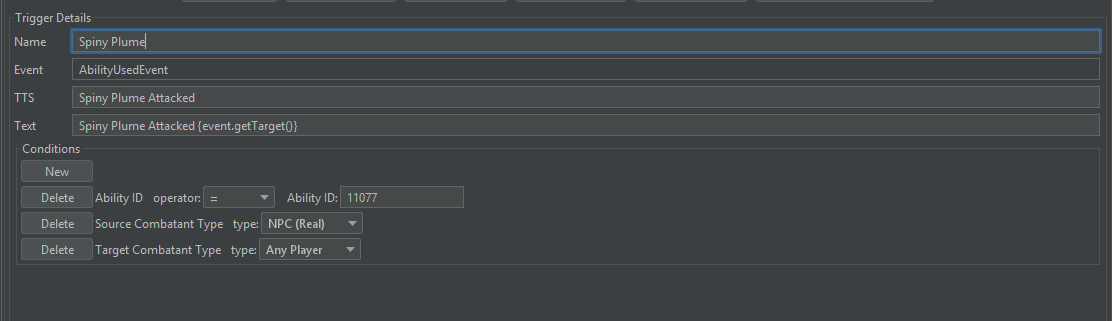 Trigger Details
Name Spiny Plume
Event AbilityUsedEvent
TTS Spiny Plume Attacked
Text Spiny Plume Attacked {event.getTarget()}
Conditions
New
Delete Ability ID operator: = Ability ID: 11077
Delete Source Combatant Type type: NPC (Real)
Delete Target Combatant Type type: Any Player